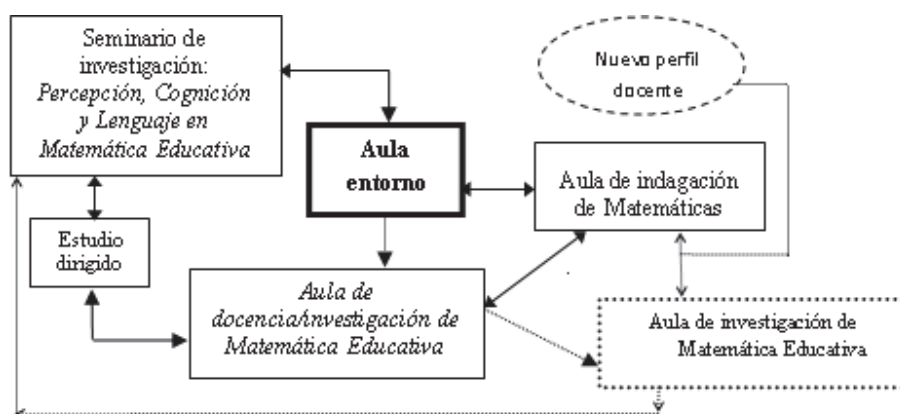 Seminario de
investigación:
Percepción, Cognición
y Lenguaje en
Matemática Educativa
Nuevo perfil
docente
Aula
entorno
Aula de indagación
de Matemáticas
Estudio
dirigido
Aula de
docencia/investigación de
Matemática Educativa
Aula de investigación de
Matemática Educativa